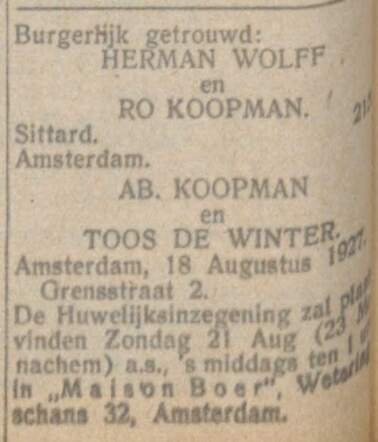 Burgerlijk getrouwd:
HERMAN WOLFF
en
RO KOOPMAN.
Sittard.
Amsterdam.
AB. KOOPMAN
en
TOOS DE WINTER.
Amsterdam, 18 Augustus 1927.
Grensstraat 2.
De Huwelijksinzegening zal
vinden Zondag 21 Aug (23
nachem) a.s., 's middags ten 1
in „Maison Boer", Wetering
schans 32, Amsterdam.